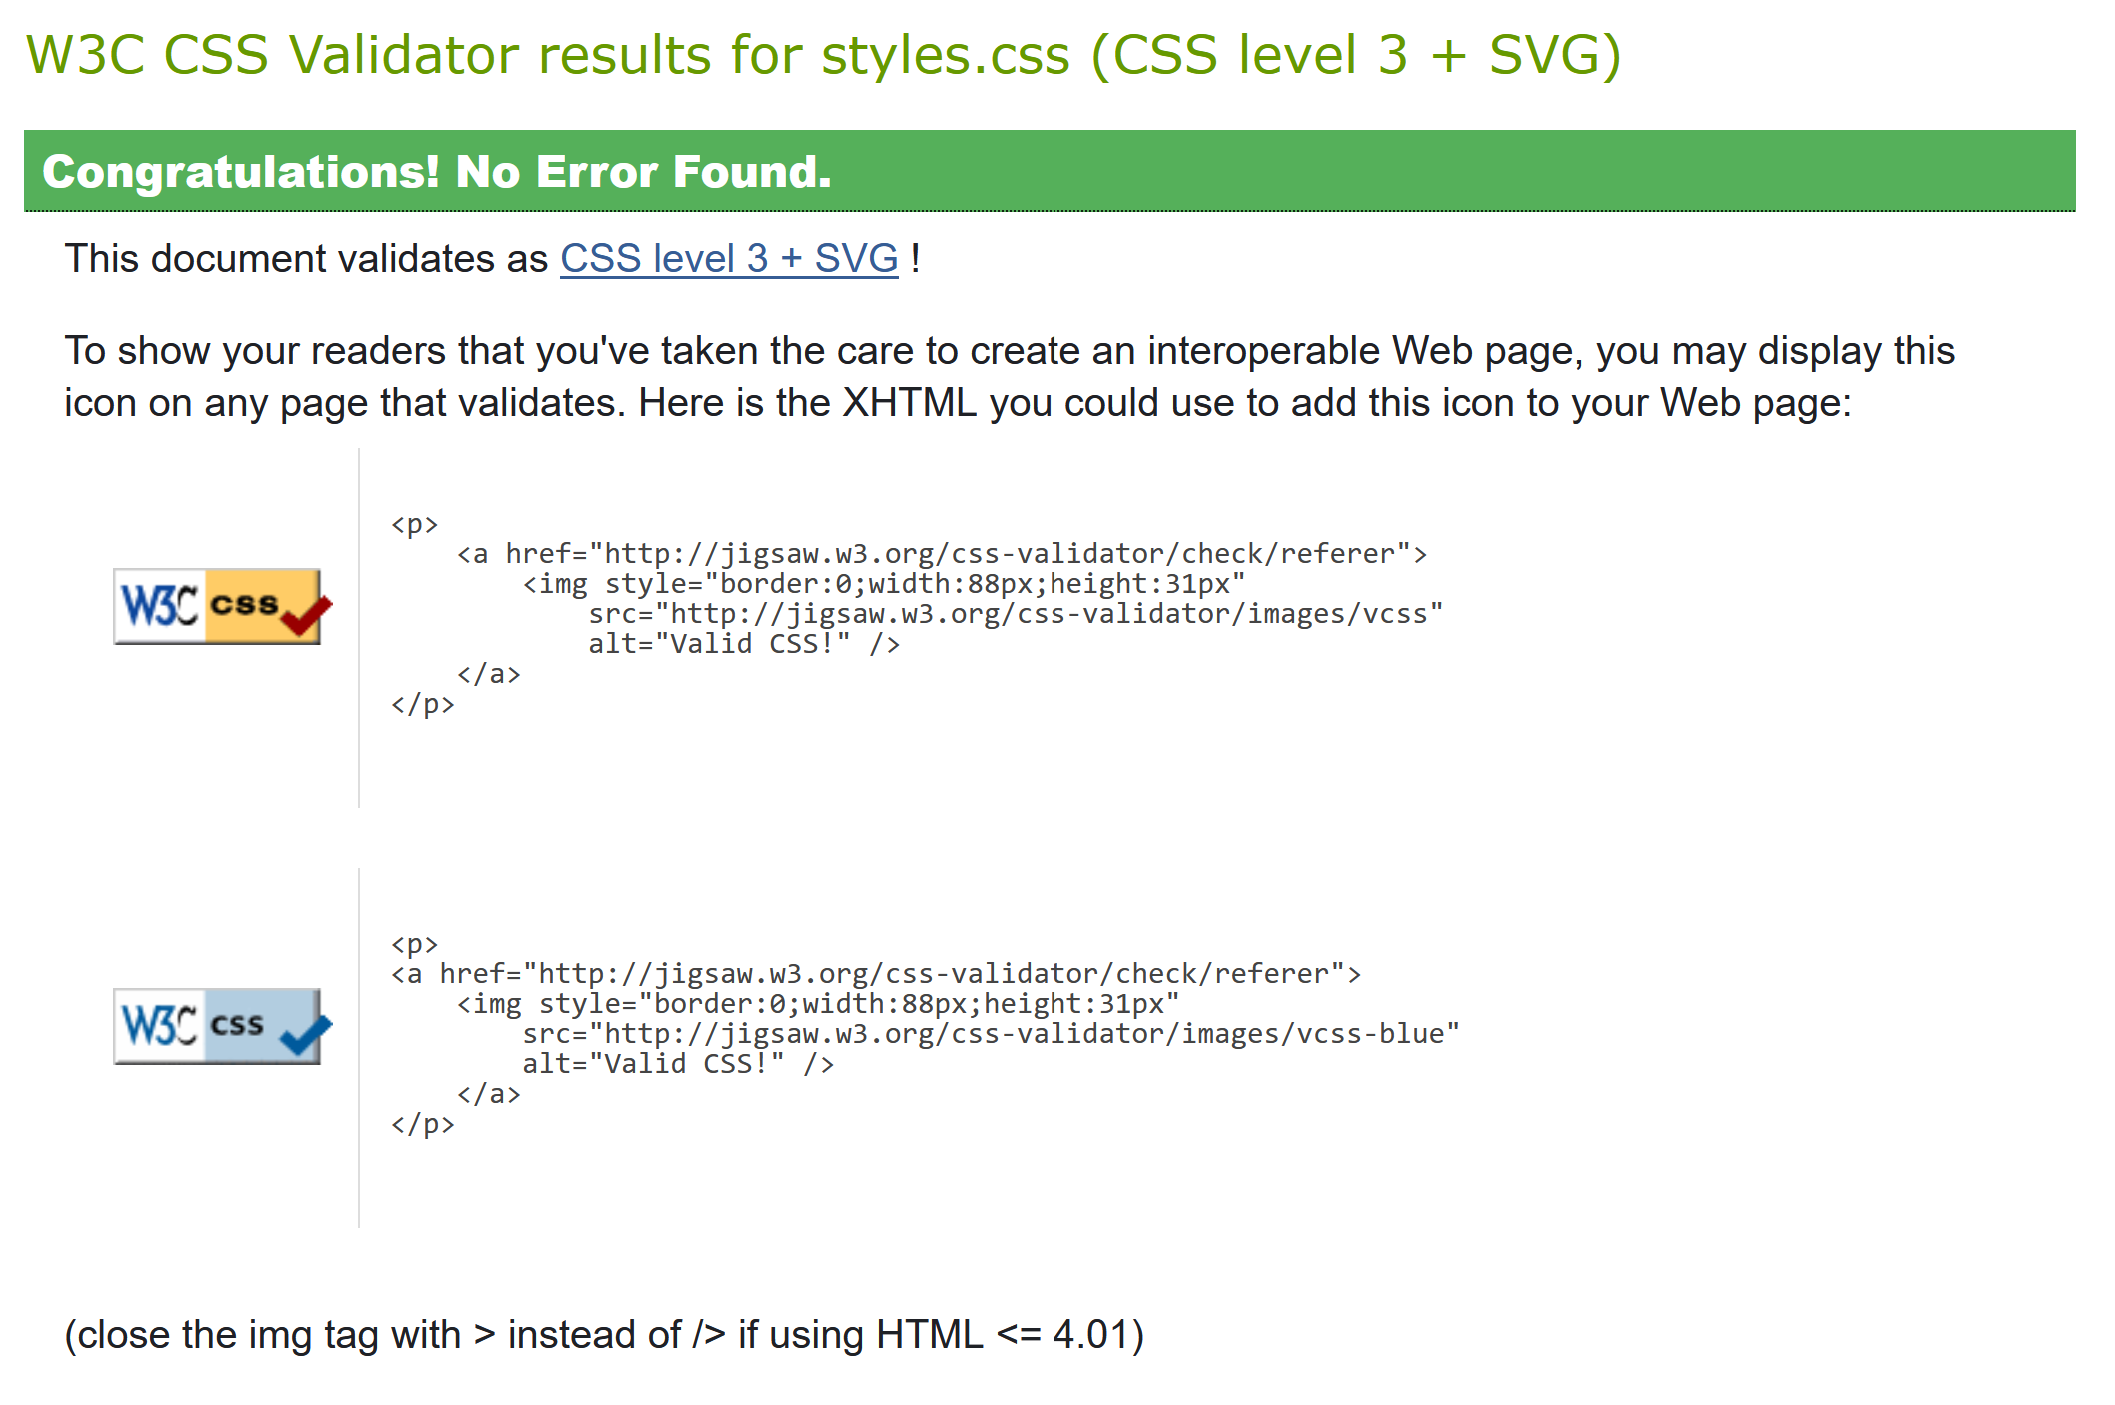 W3C CSS Validator results for styles.css (CSS level 3 + SVG)
Congratulations! No Error Found.
This document validates as CSS level 3 + SVG !
To show your readers that you've taken the care to create an interoperable Web page, you may display this
icon on any page that validates. Here is the XHTML you could use to add this icon to your Web page:
W3C css
<p>
    <a href="http://jigsaw.w3.org/css-validator/check/referer">
        <img style="border:0;width:88px;height:31px"
            src="http://jigsaw.w3.org/css-validator/images/vcss"
            alt="Valid CSS!" />
    </a>
</p>
W3C css
<p>
<a href="http://jigsaw.w3.org/css-validator/check/referer">
    <img style="border:0;width:88px;height:31px"
        src="http://jigsaw.w3.org/css-validator/images/vcss-blue"
        alt="Valid CSS!" />
    </a>
</p>
(close the img tag with > instead of /> if using HTML <= 4.01)